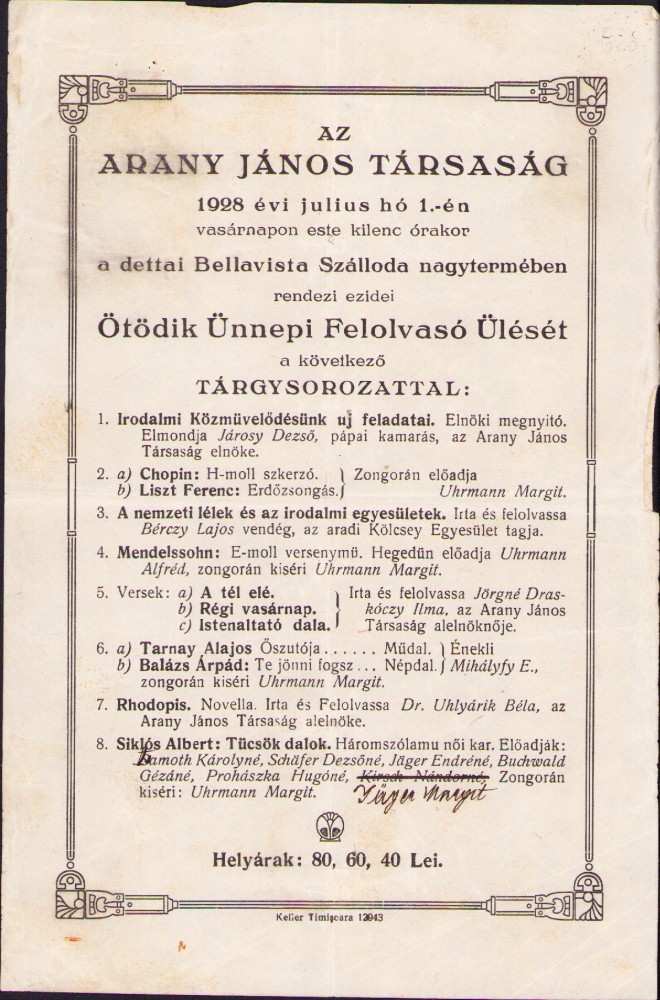 AZ
ARANY JÁNOS TÁRSASÁG
1928 évi julius hó 1.-én
vasárnapon este kilenc órakor
a dettai Bellavista Szálloda nagytermében
rendezi ezidei
Ötödik Ünnepi Felolvasó Ülését
a következő
TÁRGYSOROZATTAL:
1. Irodalmi Közmüvelődésünk uj feladatai. Elnöki megnyitó.
Elmondja Járosy Dezső, pápai kamarás, az Arany János
Társaság elnöke.
2. a) Chopin: H-moll szkerzó. } Zongorán előadja
b) Liszt Ferenc: Erdőzsongás. } Uhrmann Margit.
3. A nemzeti lélek és az irodalmi egyesületek. Irta és felolvassa
Bérczy Lajos vendég, az aradi Kölcsey Egyesület tagja.
4. Mendelssohn: E-moll versenymü. Hegedün előadja Uhrmann
Alfréd, zongorán kiséri Uhrmann Margit.
5. Versek: a) A tél elé. } Irta és felolvassa Jörgné Dras-
b) Régi vasárnap. } kóczy Ilma, az Arany János
c) Istenaltató dala. } Társaság alelnöknője.
6. a) Tarnay Alajos Őszutója...... Műdal. } Énekli
b) Balázs Árpád: Te jönni fogsz... Népdal. } Mihályfy E.,
zongorán kiséri Uhrmann Margit.
7. Rhodopis. Novella. Irta és Felolvassa Dr. Uhlyárik Béla, az
Arany János Társaság alelnöke.
8. Siklós Albert: Tücsök dalok. Háromszólamu női kar. Előadják:
Bamoth Károlyné, Schäfer Dezsőné, Jäger Endréné, Buchwald
Gézáné, Prohászka Hugóné, Kirsch Nándorné, Zongorán
kiséri: Uhrmann Margit. Jäger Margit
Helyárak: 80, 60, 40 Lei.
Keller Timişoara